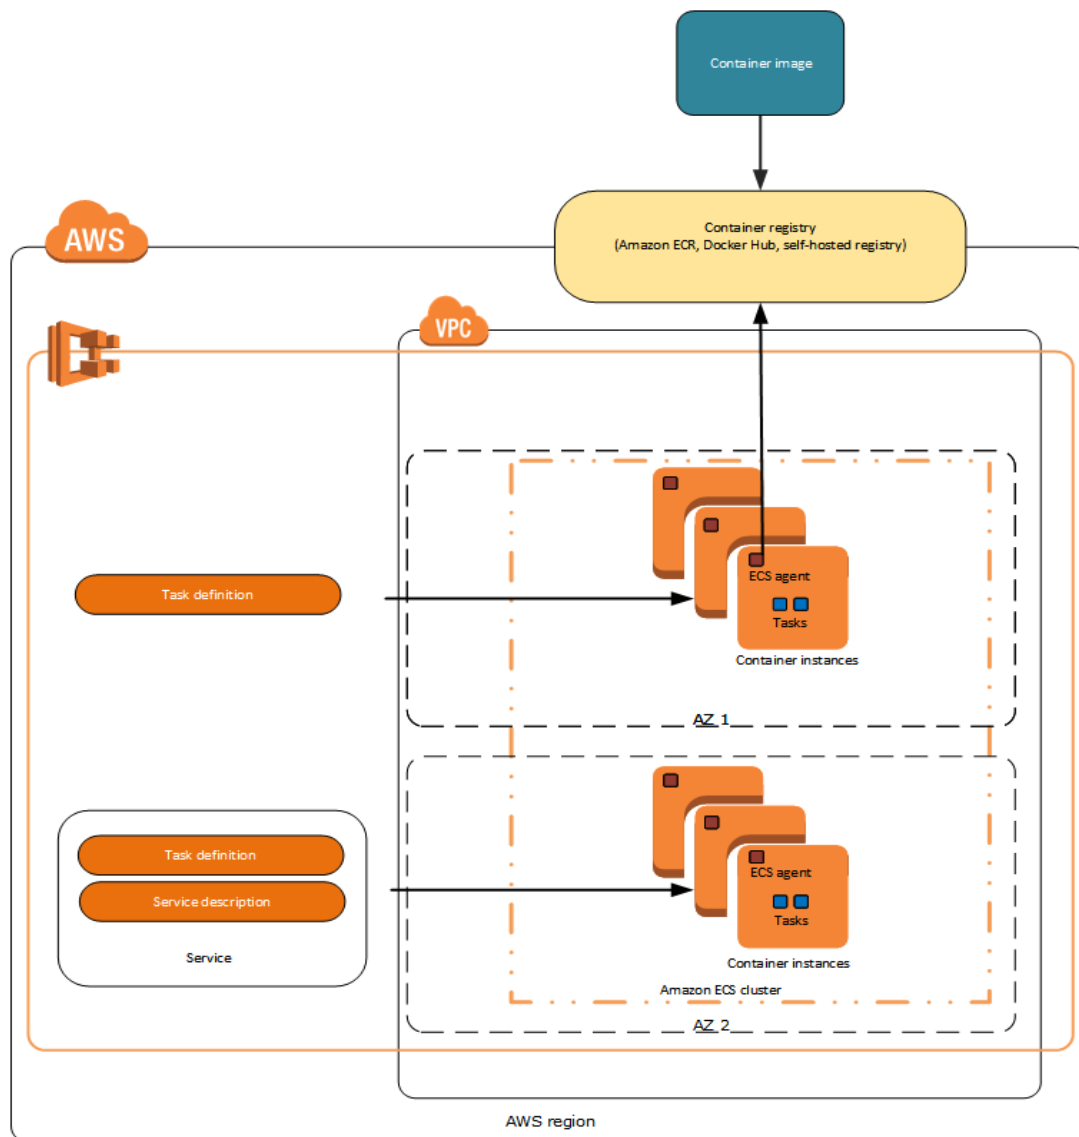 Container image
Container registry
(Amazon ECR, Docker Hub, self-hosted registry)
AWS
VPC
ECS agent
Task definition
Tasks
Container instances
AZ 1
Task definition
ECS agent
Service description
Tasks
Service
Container instances
Amazon ECS cluster
AZ 2
AWS region